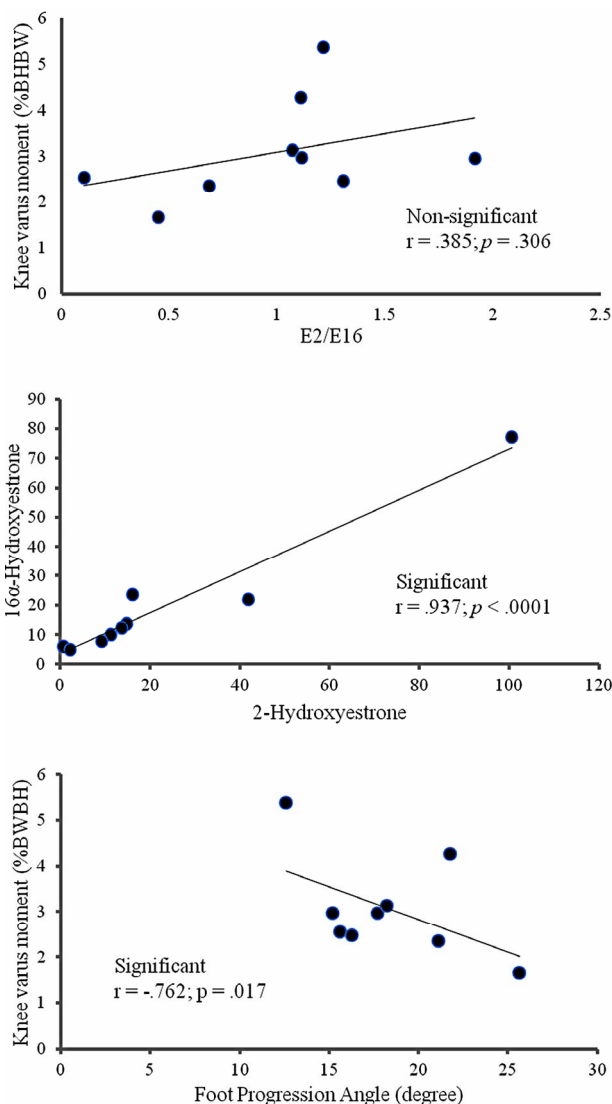 Knee varus moment (%BHBW)
6
5
4
3
2
1
0
Non-significant
r = .385; p = .306
0 0.5 1 1.5 2 2.5
E2/E16
16α-Hydroxyestrone
90
80
70
60
50
40
30
20
10
0
Significant
r = .937; p < .0001
0 20 40 60 80 100 120
2-Hydroxyestrone
Knee varus moment (%BWBH)
6
5
4
3
2
1
0
Significant
r = -.762; p = .017
0 5 10 15 20 25 30
Foot Progression Angle (degree)